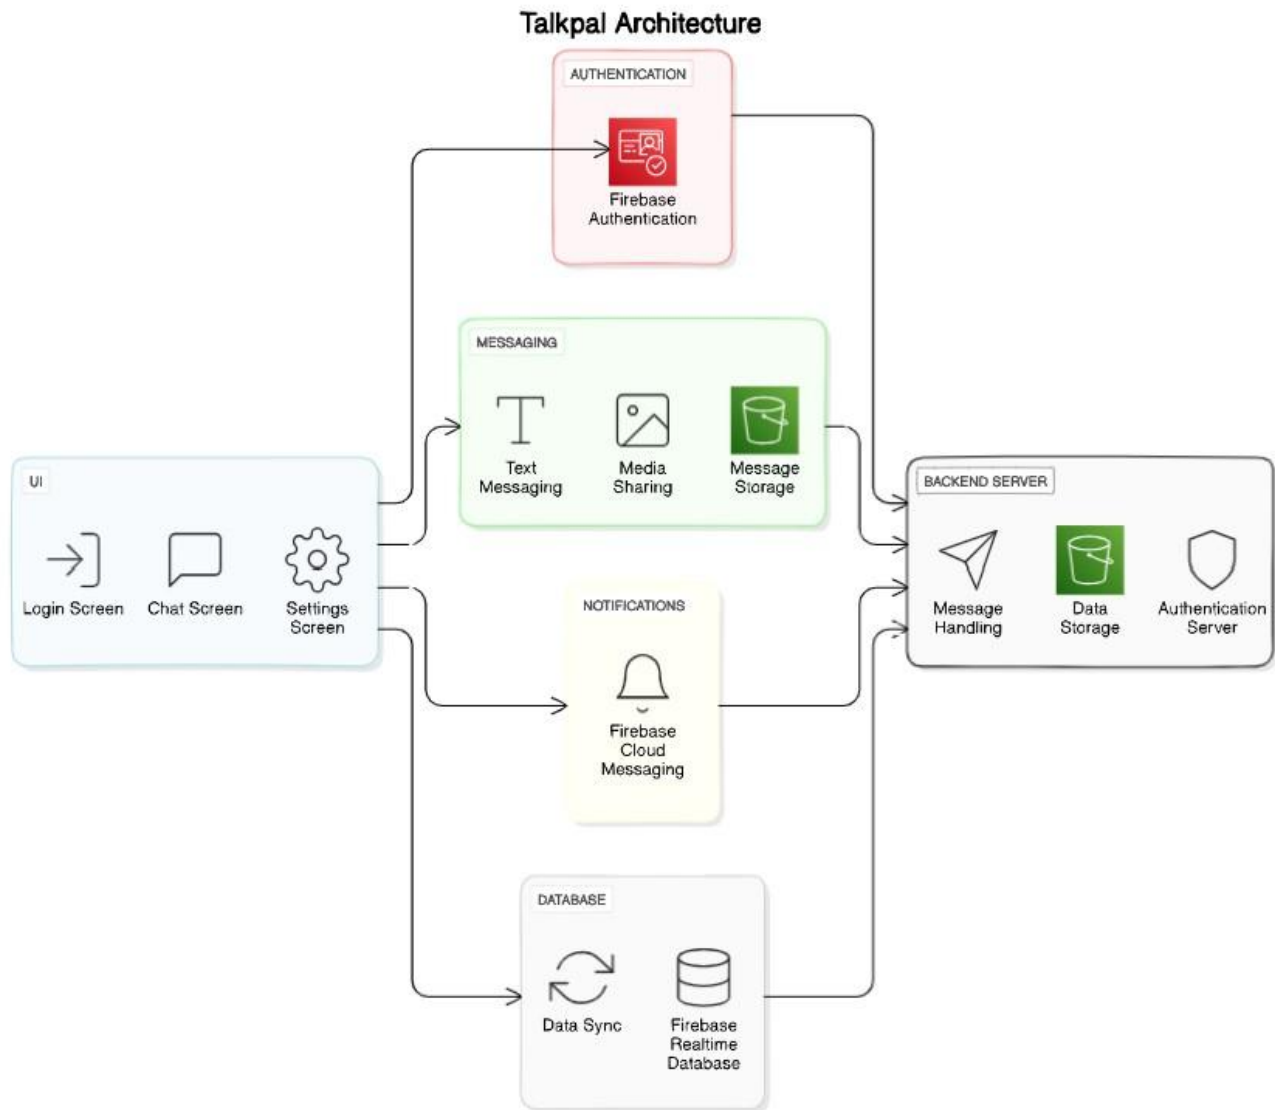 Talkpal Architecture
AUTHENTICATION
Firebase
Authentication
MESSAGING
Text
Messaging
Media
Sharing
Message
Storage
UI
Login Screen
Chat Screen
Settings
Screen
BACKEND SERVER
Message
Handling
Data
Storage
Authentication
Server
NOTIFICATIONS
Firebase
Cloud
Messaging
DATABASE
Data Sync
Firebase
Realtime
Database